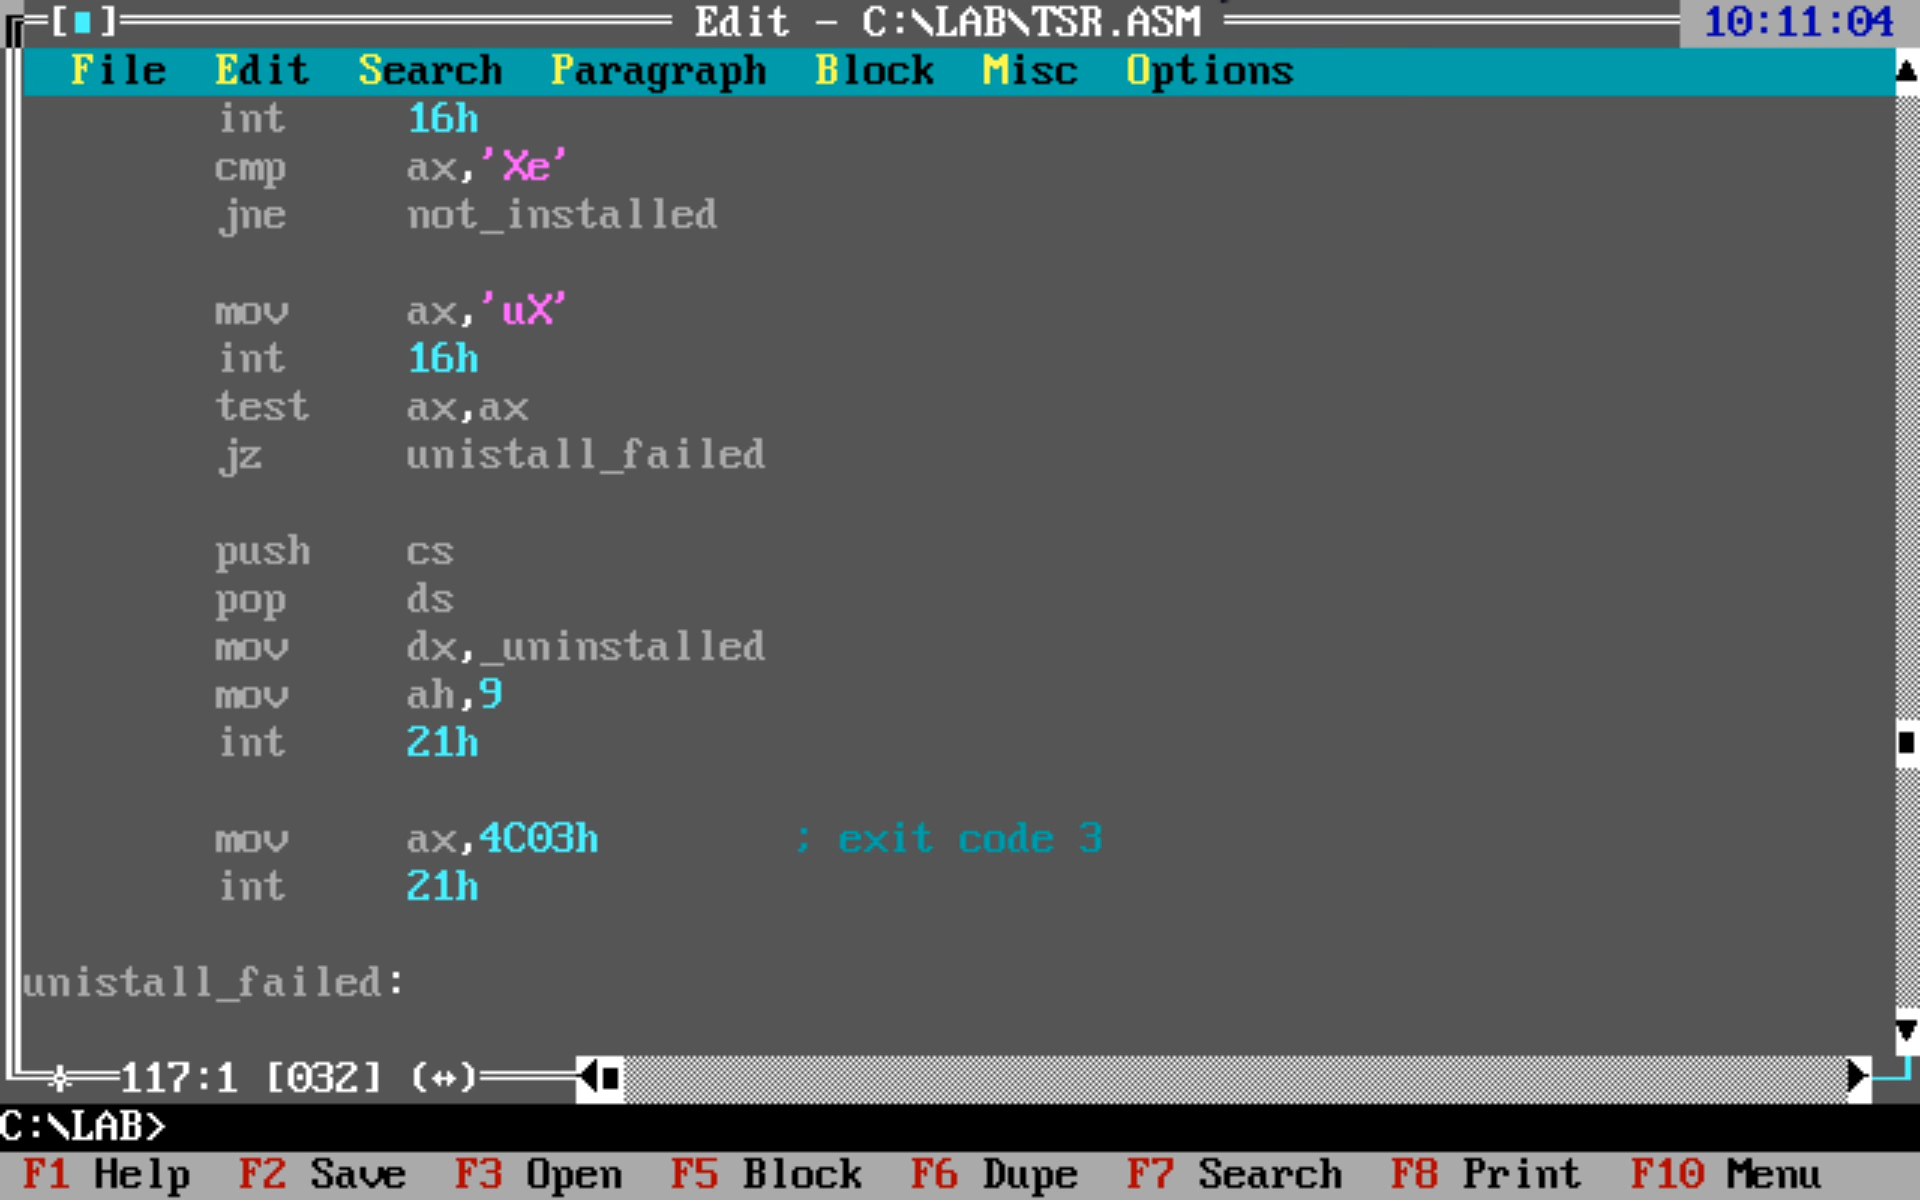 [■] Edit - C:\LAB\TSR.ASM 10:11:04
File Edit Search Paragraph Block Misc Options
int 16h
cmp ax,'Xe'
jne not_installed
mov ax,'uX'
int 16h
test ax,ax
jz unistall_failed
push cs
pop ds
mov dx,_uninstalled
mov ah,9
int 21h
mov ax,4C03h ; exit code 3
int 21h
unistall_failed:
117:1 [032] (↔)
C:\LAB>
F1 Help F2 Save F3 Open F5 Block F6 Dupe F7 Search F8 Print F10 Menu